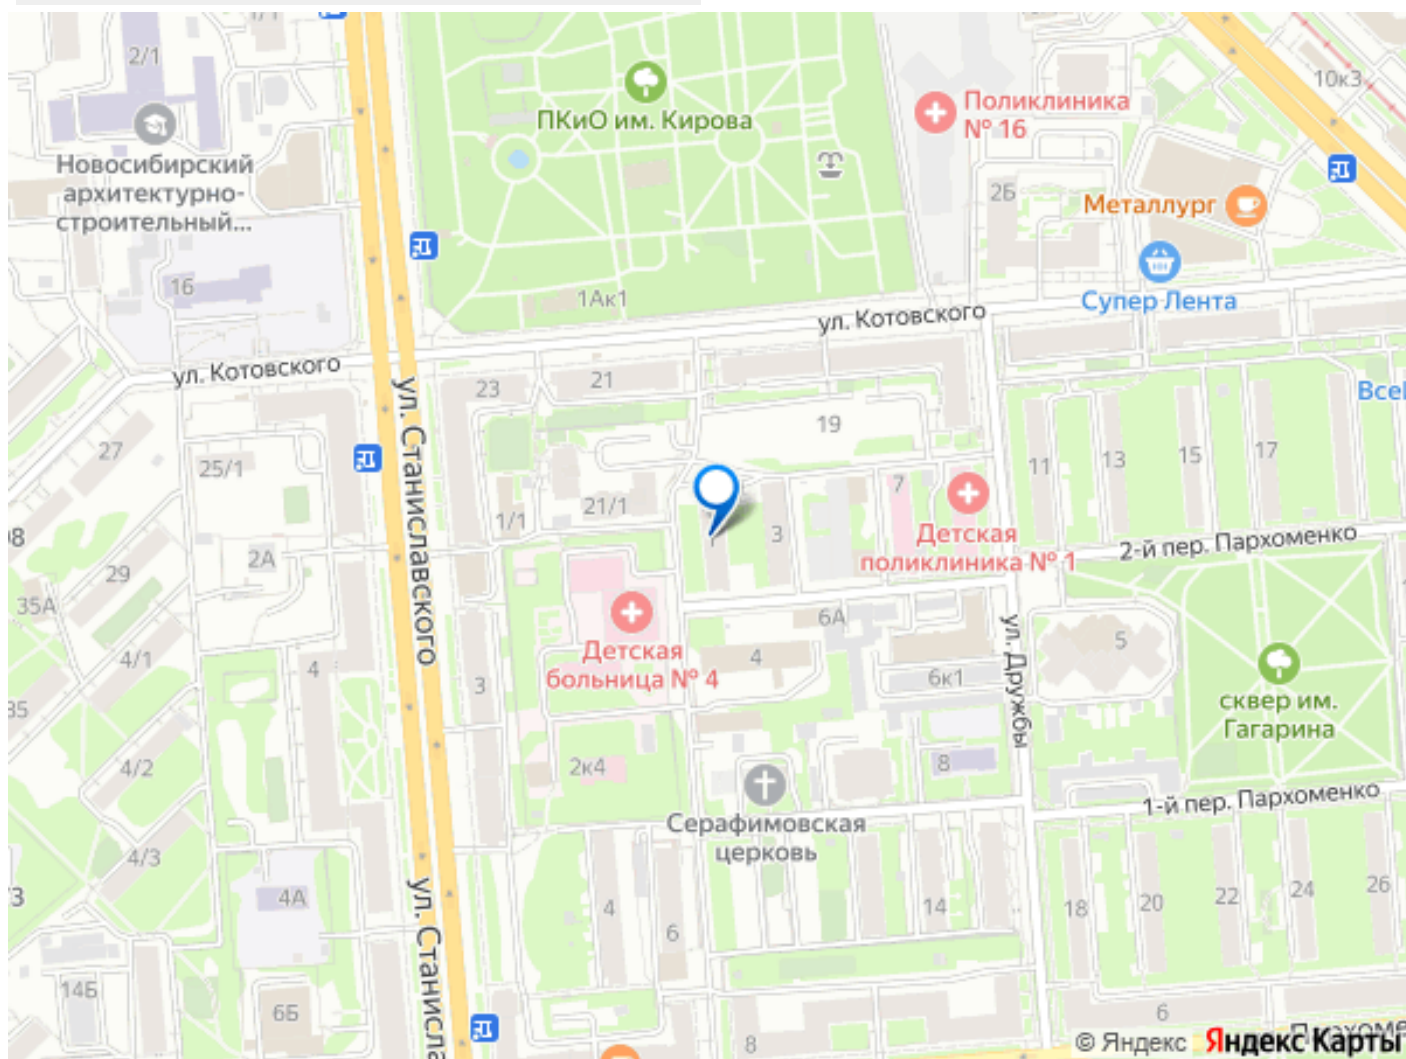 1/1
2/1
10к3
ПКиО им. Кирова
Поликлиника
№ 16
Новосибирский
архитектурно-
строительный...
2Б
Металлург
16
1Ак1
Супер Лента
ул. Котовского
ул. Котовского
23
21
ул. Станиславского
19
27
25/1
11
13
15
17
7
21/1
1/1
3
Детская
поликлиника № 1
2-й пер. Пархоменко
2А
29
35А
6А
ул. Дружбы
4/1
4
3
Детская
больница № 4
4
6к1
5
сквер им.
Гагарина
4/2
2к4
8
1-й пер. Пархоменко
Серафимовская
церковь
4/3
4А
ул. Станисла
4
6
14
18
20
22
24
26
14Б
6Б
8
6
© Яндекс
Яндекс Карты